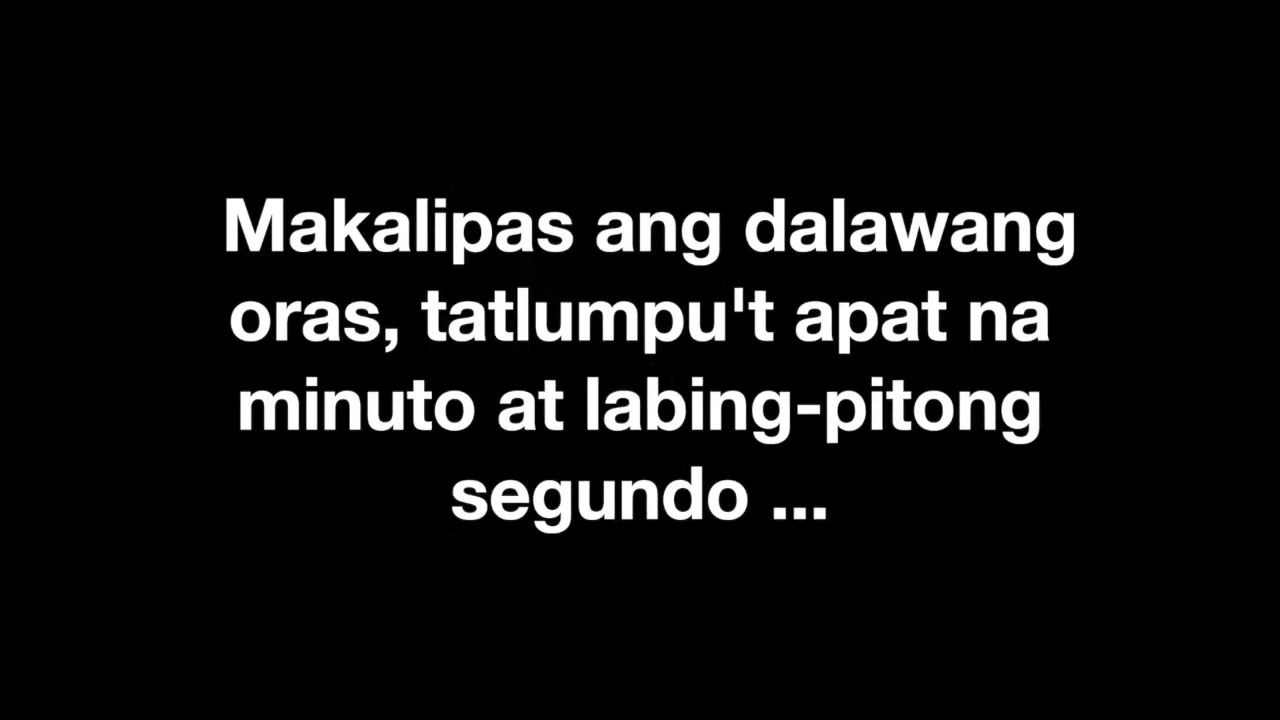 Makalipas ang dalawang
oras, tatlumpu't apat na
minuto at labing-pitong
segundo ...